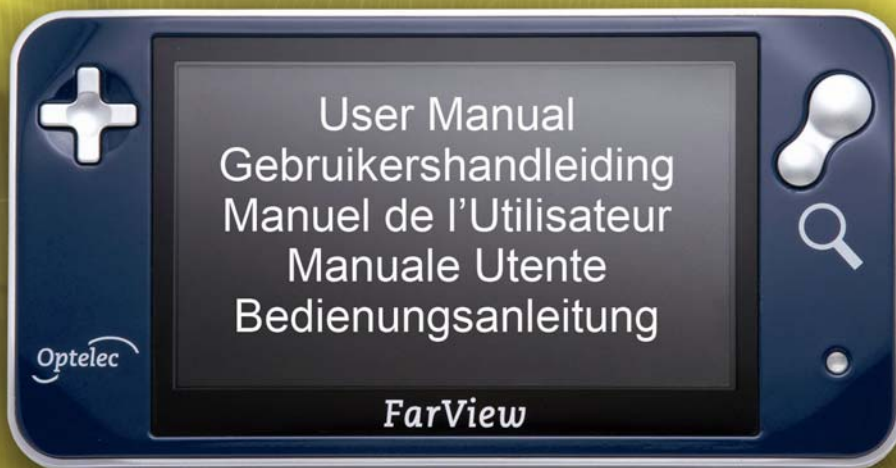 User Manual
Gebruikershandleiding
Manuel de l'Utilisateur
Manuale Utente
Bedienungsanleitung
Optelec
FarView